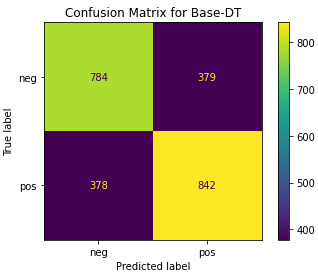 Confusion Matrix for Base-DT
neg
784
379
pos
378
842
neg
pos
True label
Predicted label
800
700
600
500
400